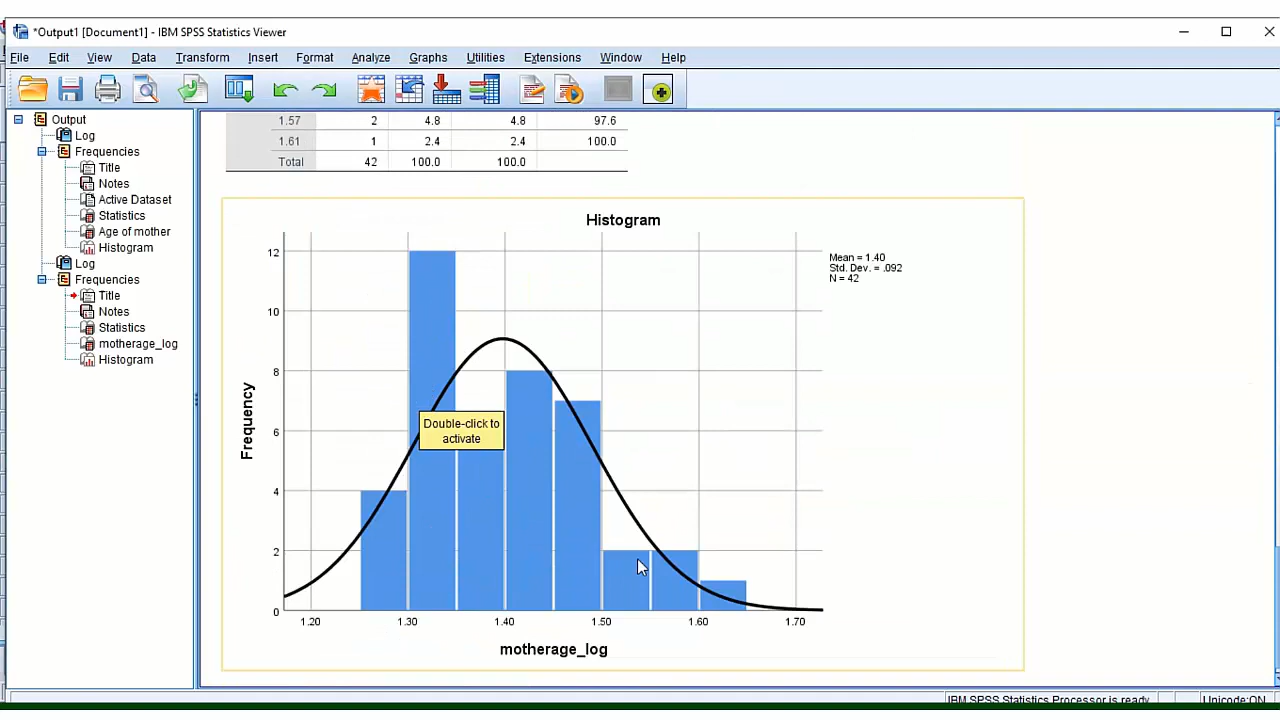 *Output1 [Document1] - IBM SPSS Statistics Viewer
File Edit View Data Transform Insert Format Analyze Graphs Utilities Extensions Window Help
Output
Log
Frequencies
Title
Notes
Active Dataset
Statistics
Age of mother
Histogram
Log
Frequencies
Title
Notes
Statistics
motherage_log
Histogram
1.57 2 4.8 4.8 97.6
1.61 1 2.4 2.4 100.0
Total 42 100.0 100.0
Histogram
Mean = 1.40
Std. Dev. = .092
N = 42
Frequency
12
10
8
6
4
2
0
Double-click to
activate
1.20 1.30 1.40 1.50 1.60 1.70
motherage_log
IBM SPSS Statistics Processor is ready
Unicode:ON